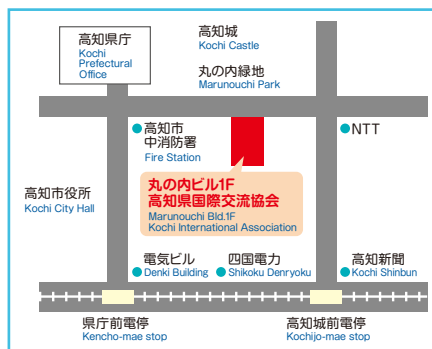 高知県庁
Kochi
Prefectural
Office
高知城
Kochi Castle
丸の内緑地
Marunouchi Park
高知市
中消防署
Fire Station
NTT
高知市役所
Kochi City Hall
丸の内ビル1F
高知県国際交流協会
Marunouchi Bld.1F
Kochi International Association
電気ビル
Denki Building
四国電力
Shikoku Denryoku
高知新聞
Kochi Shinbun
県庁前電停
Kencho-mae stop
高知城前電停
Kochijo-mae stop